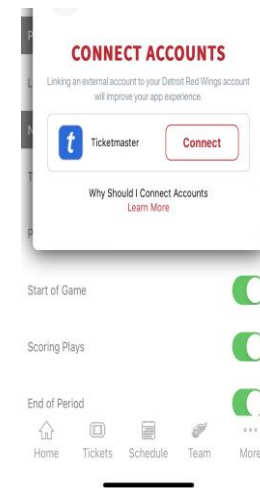 CONNECT ACCOUNTS
Linking an external account to your Detroit Red Wings account
will improve your app experience.
t Ticketmaster Connect
Why Should I Connect Accounts
Learn More
Start of Game
Scoring Plays
End of Period
Home Tickets Schedule Team More